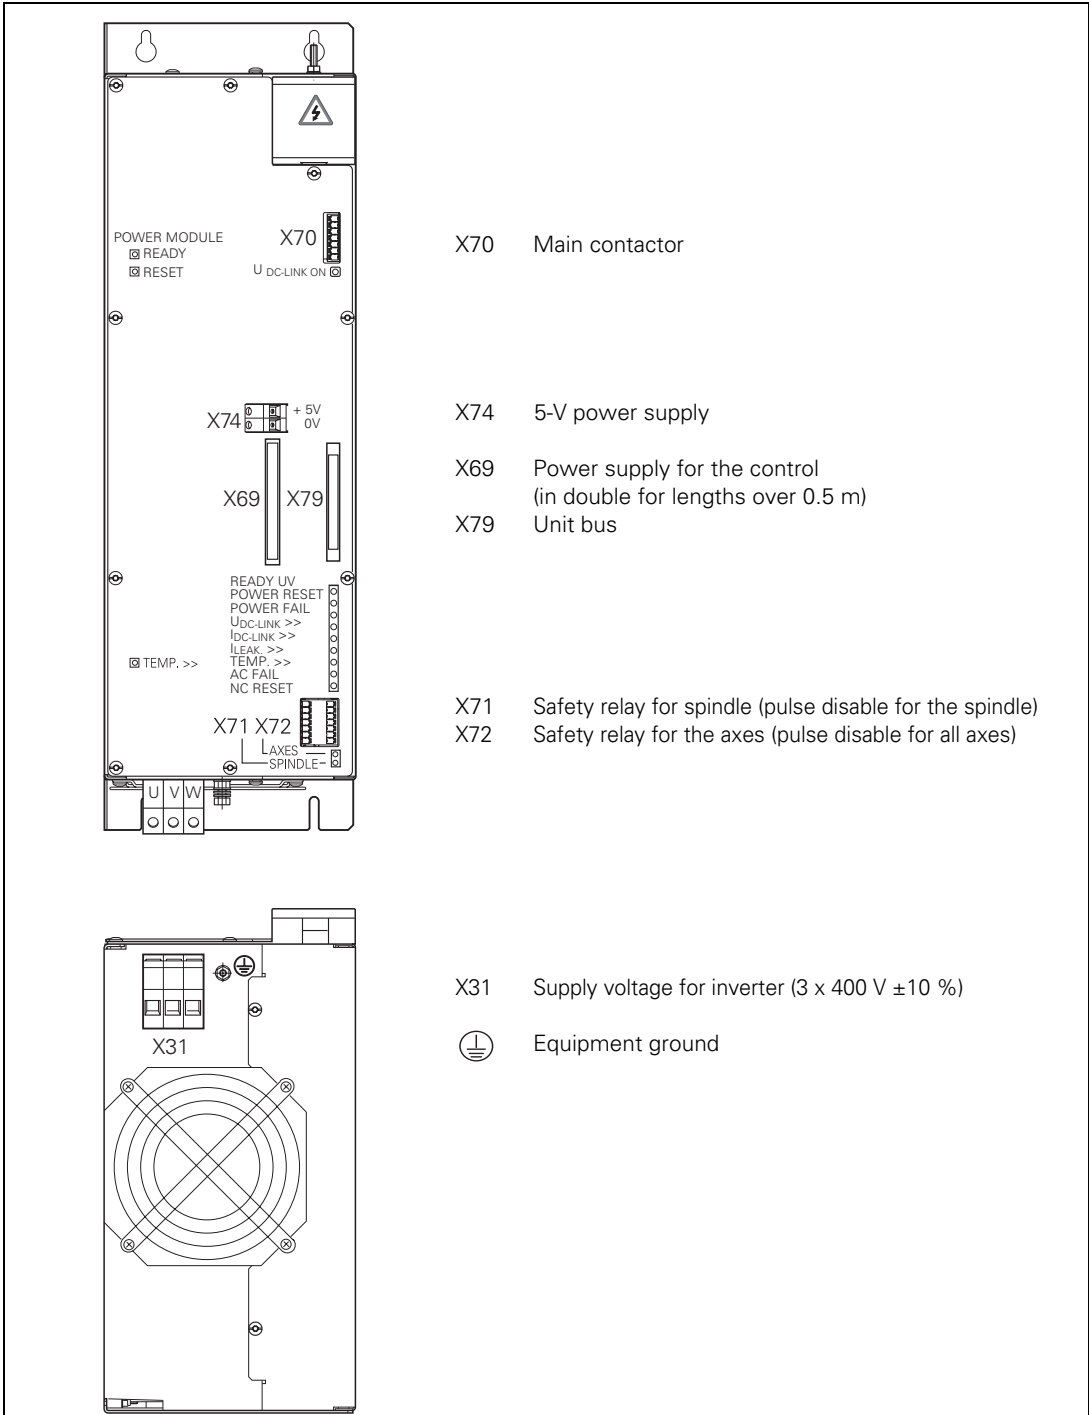 POWER MODULE
READY
RESET
X70
U DC-LINK ON
X70 Main contactor
X74
+ 5V
0V
X74 5-V power supply
X69 X79
X69 Power supply for the control
(in double for lengths over 0.5 m)
X79 Unit bus
READY UV
POWER RESET
POWER FAIL
UDC-LINK >>
IDC-LINK >>
ILEAK. >>
TEMP. >>
TEMP. >>
AC FAIL
NC RESET
X71 X72
AXES
SPINDLE
X71 Safety relay for spindle (pulse disable for the spindle)
X72 Safety relay for the axes (pulse disable for all axes)
U V W
X31
X31 Supply voltage for inverter (3 x 400 V ±10 %)
Equipment ground